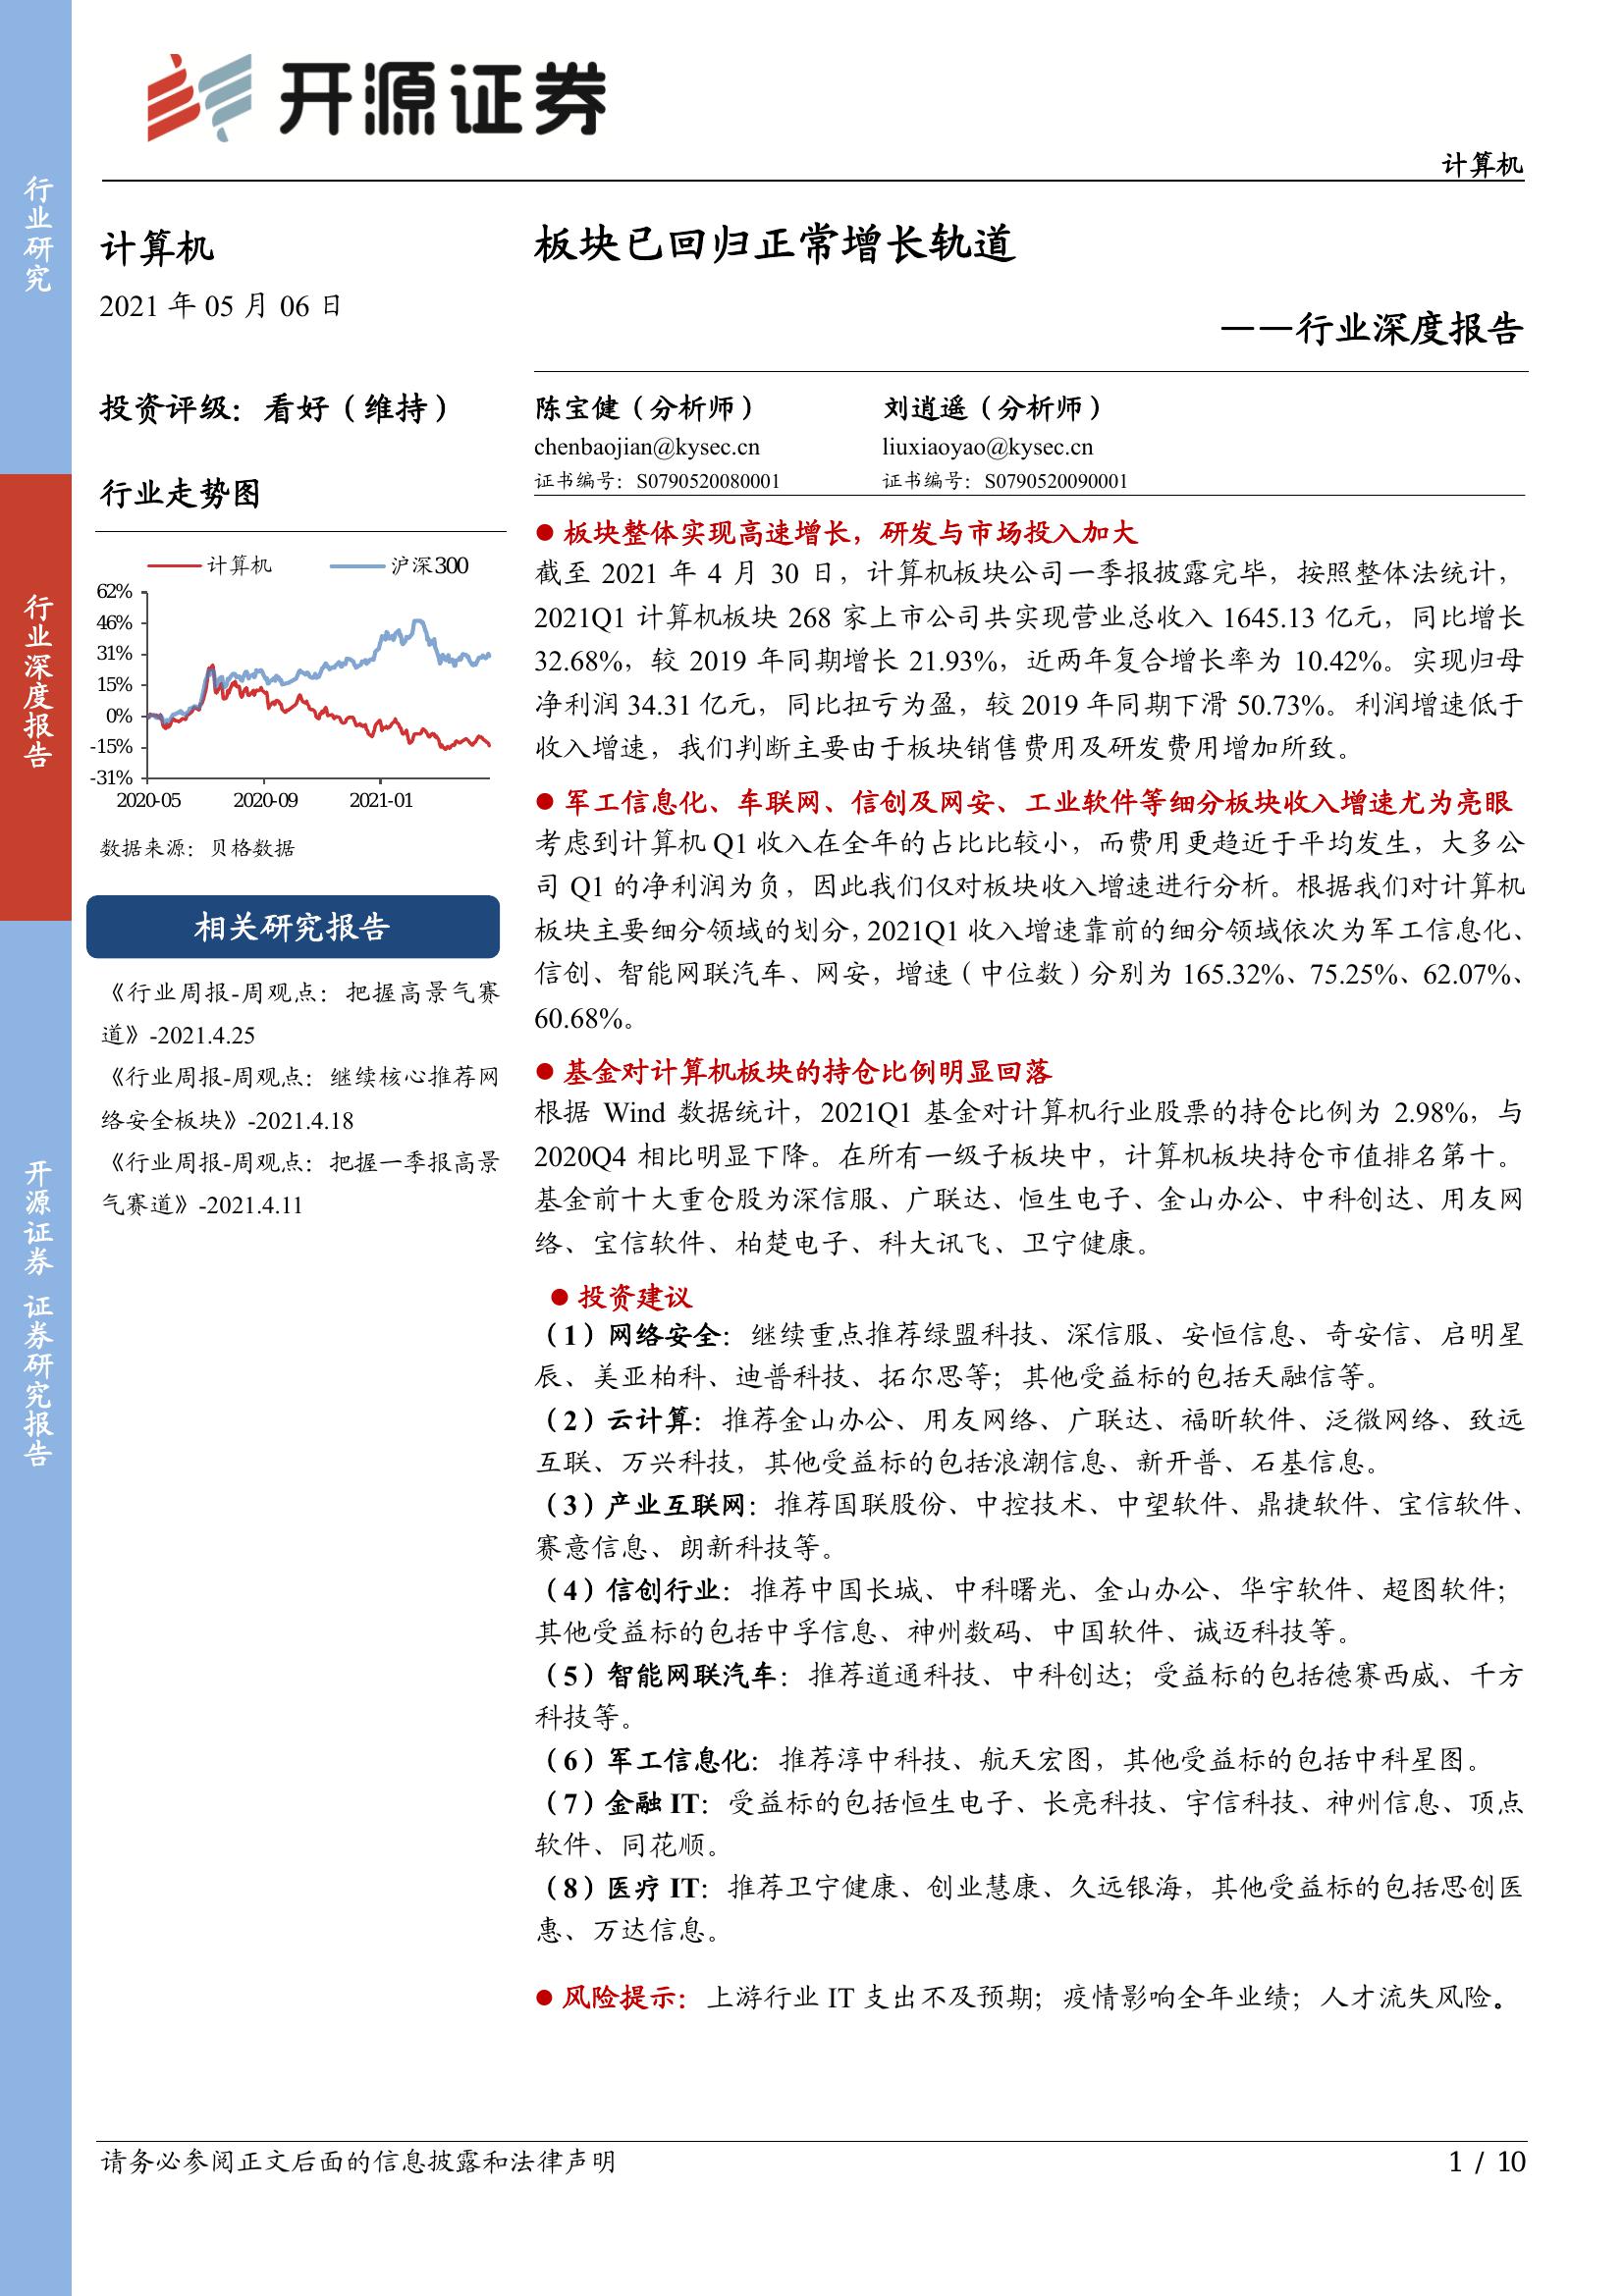 开源证券
计算机
行业研究
行业深度报告
开源证券 证券研究报告
计算机
2021 年 05 月 06 日
投资评级：看好（维持）
行业走势图
计算机
沪深300
62%
46%
31%
15%
0%
-15%
-31%
2020-05
2020-09
2021-01
数据来源：贝格数据
相关研究报告
《行业周报-周观点：把握高景气赛
道》-2021.4.25
《行业周报-周观点：继续核心推荐网
络安全板块》-2021.4.18
《行业周报-周观点：把握一季报高景
气赛道》-2021.4.11
板块已回归正常增长轨道
——行业深度报告
陈宝健（分析师）
刘逍遥（分析师）
chenbaojian@kysec.cn
liuxiaoyao@kysec.cn
证书编号：S0790520080001
证书编号：S0790520090001
● 板块整体实现高速增长，研发与市场投入加大
截至 2021 年 4 月 30 日，计算机板块公司一季报披露完毕，按照整体法统计，
2021Q1 计算机板块 268 家上市公司共实现营业总收入 1645.13 亿元，同比增长
32.68%，较 2019 年同期增长 21.93%，近两年复合增长率为 10.42%。实现归母
净利润 34.31 亿元，同比扭亏为盈，较 2019 年同期下滑 50.73%。利润增速低于
收入增速，我们判断主要由于板块销售费用及研发费用增加所致。
● 军工信息化、车联网、信创及网安、工业软件等细分板块收入增速尤为亮眼
考虑到计算机 Q1 收入在全年的占比比较小，而费用更趋近于平均发生，大多公
司 Q1 的净利润为负，因此我们仅对板块收入增速进行分析。根据我们对计算机
板块主要细分领域的划分，2021Q1 收入增速靠前的细分领域依次为军工信息化、
信创、智能网联汽车、网安，增速（中位数）分别为 165.32%、75.25%、62.07%、
60.68%。
● 基金对计算机板块的持仓比例明显回落
根据 Wind 数据统计，2021Q1 基金对计算机行业股票的持仓比例为 2.98%，与
2020Q4 相比明显下降。在所有一级子板块中，计算机板块持仓市值排名第十。
基金前十大重仓股为深信服、广联达、恒生电子、金山办公、中科创达、用友网
络、宝信软件、柏楚电子、科大讯飞、卫宁健康。
● 投资建议
（1）网络安全：继续重点推荐绿盟科技、深信服、安恒信息、奇安信、启明星
辰、美亚柏科、迪普科技、拓尔思等；其他受益标的包括天融信等。
（2）云计算：推荐金山办公、用友网络、广联达、福昕软件、泛微网络、致远
互联、万兴科技，其他受益标的包括浪潮信息、新开普、石基信息。
（3）产业互联网：推荐国联股份、中控技术、中望软件、鼎捷软件、宝信软件、
赛意信息、朗新科技等。
（4）信创行业：推荐中国长城、中科曙光、金山办公、华宇软件、超图软件；
其他受益标的包括中孚信息、神州数码、中国软件、诚迈科技等。
（5）智能网联汽车：推荐道通科技、中科创达；受益标的包括德赛西威、千方
科技等。
（6）军工信息化：推荐淳中科技、航天宏图，其他受益标的包括中科星图。
（7）金融 IT：受益标的包括恒生电子、长亮科技、宇信科技、神州信息、顶点
软件、同花顺。
（8）医疗 IT：推荐卫宁健康、创业慧康、久远银海，其他受益标的包括思创医
惠、万达信息。
● 风险提示：上游行业 IT 支出不及预期；疫情影响全年业绩；人才流失风险。
请务必参阅正文后面的信息披露和法律声明
1 / 10